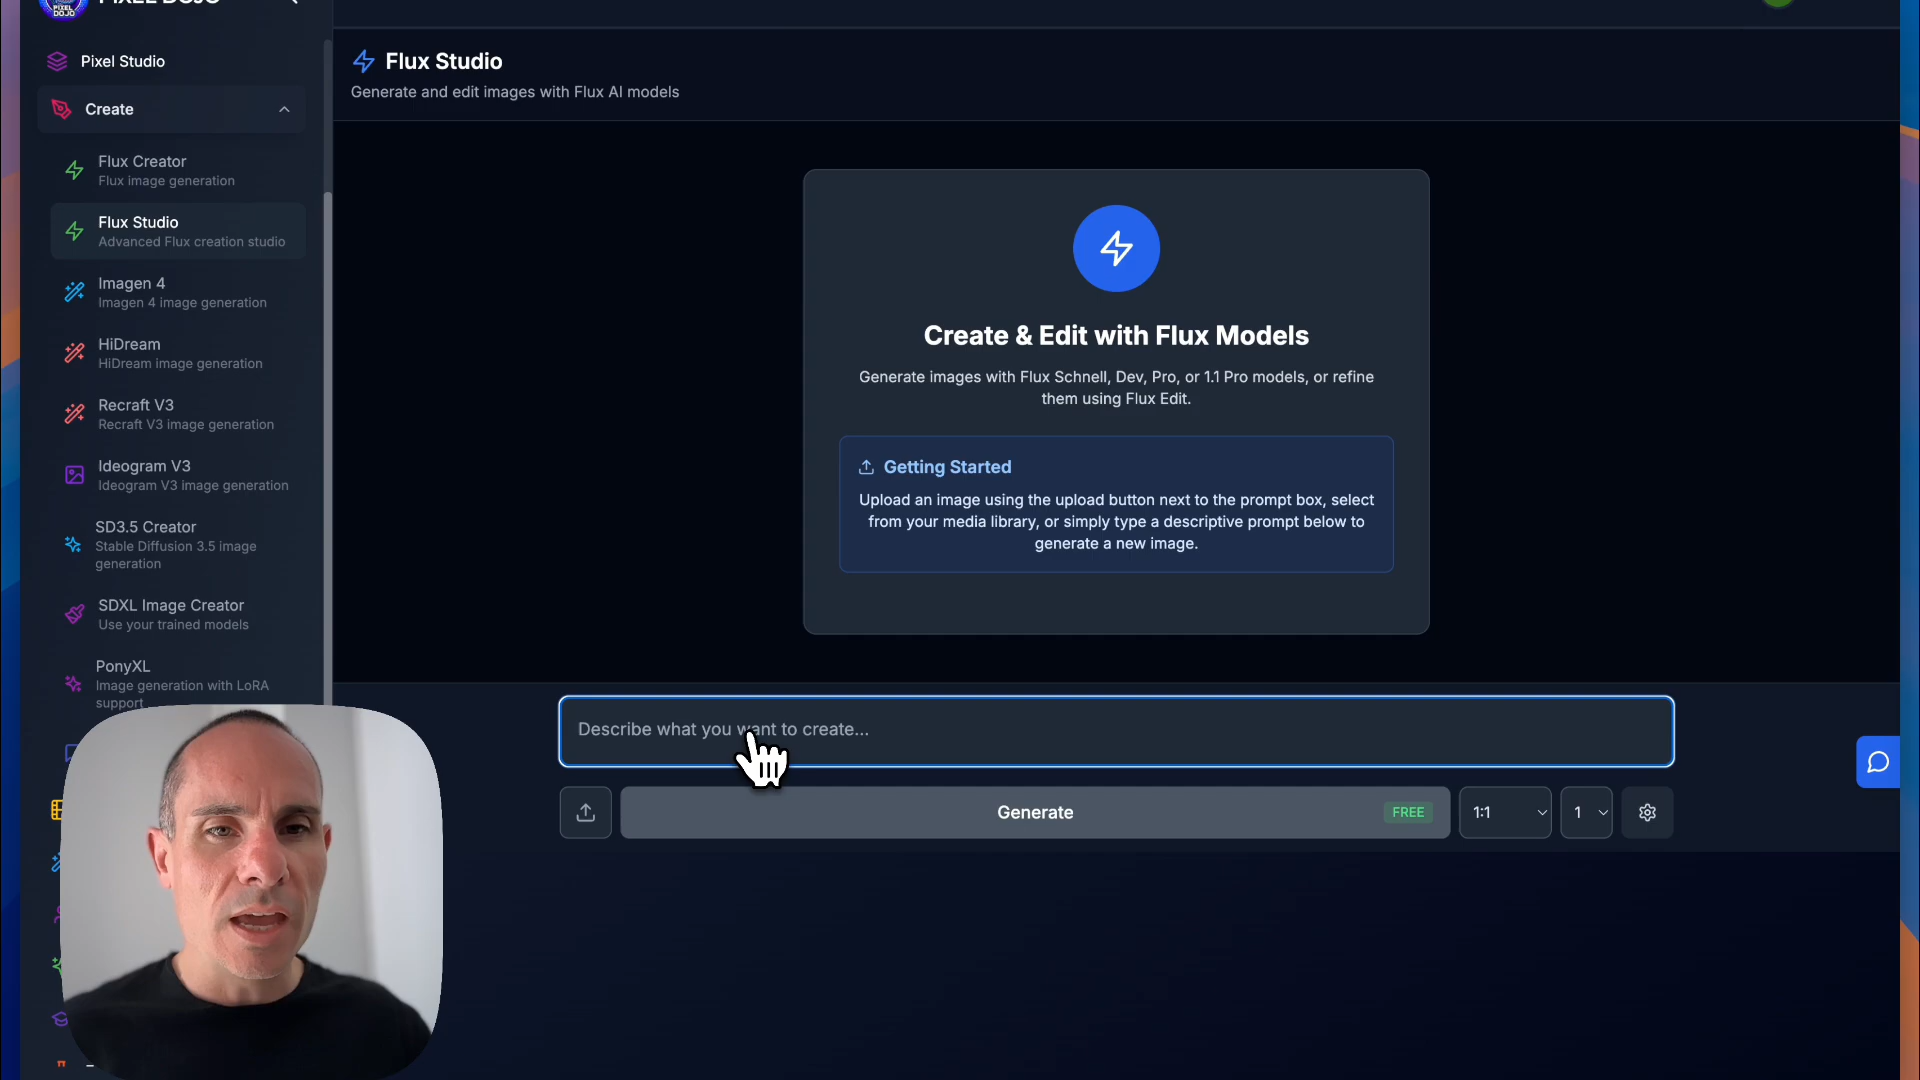 PIXEL DOJO
PIXEL
DOJO
Pixel Studio
Create
Flux Creator
Flux image generation
Flux Studio
Advanced Flux creation studio
Imagen 4
Imagen 4 image generation
HiDream
HiDream image generation
Recraft V3
Recraft V3 image generation
Ideogram V3
Ideogram V3 image generation
SD3.5 Creator
Stable Diffusion 3.5 image
generation
SDXL Image Creator
Use your trained models
PonyXL
Image generation with LoRA
support
Flux Studio
Generate and edit images with Flux AI models
Create & Edit with Flux Models
Generate images with Flux Schnell, Dev, Pro, or 1.1 Pro models, or refine
them using Flux Edit.
Getting Started
Upload an image using the upload button next to the prompt box, select
from your media library, or simply type a descriptive prompt below to
generate a new image.
Describe what you want to create...
Generate
FREE
1:1
1